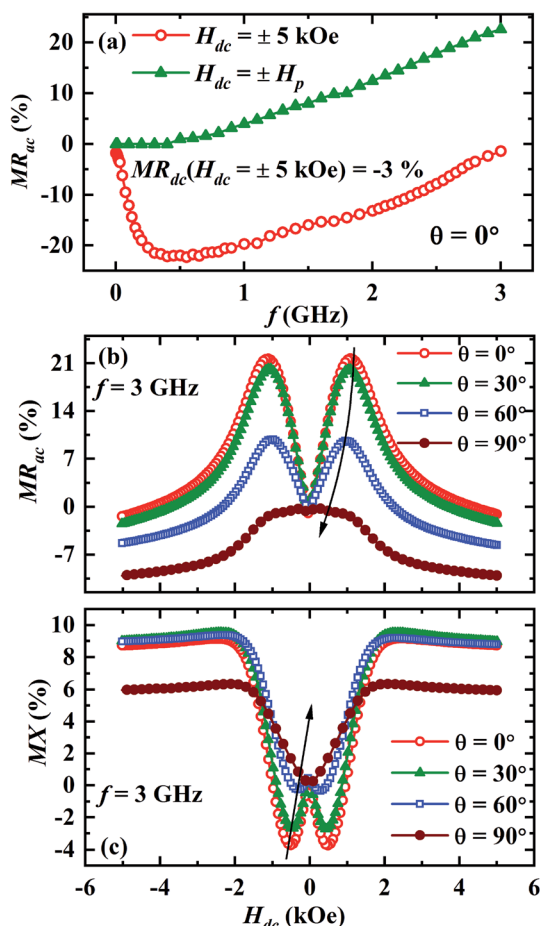 (a)
H_dc = ± 5 kOe
H_dc = ± H_p
MR_dc(H_dc = ± 5 kOe) = -3 %
θ = 0°
20
10
0
-10
-20
MR_ac (%)
0
1
2
3
f (GHz)
(b)
f = 3 GHz
θ = 0°
θ = 30°
θ = 60°
θ = 90°
21
14
7
0
-7
MR_ac (%)
10
8
6
4
2
0
-2
-4
MX (%)
θ = 0°
θ = 30°
θ = 60°
θ = 90°
f = 3 GHz
(c)
-6
-4
-2
0
2
4
6
H_dc (kOe)